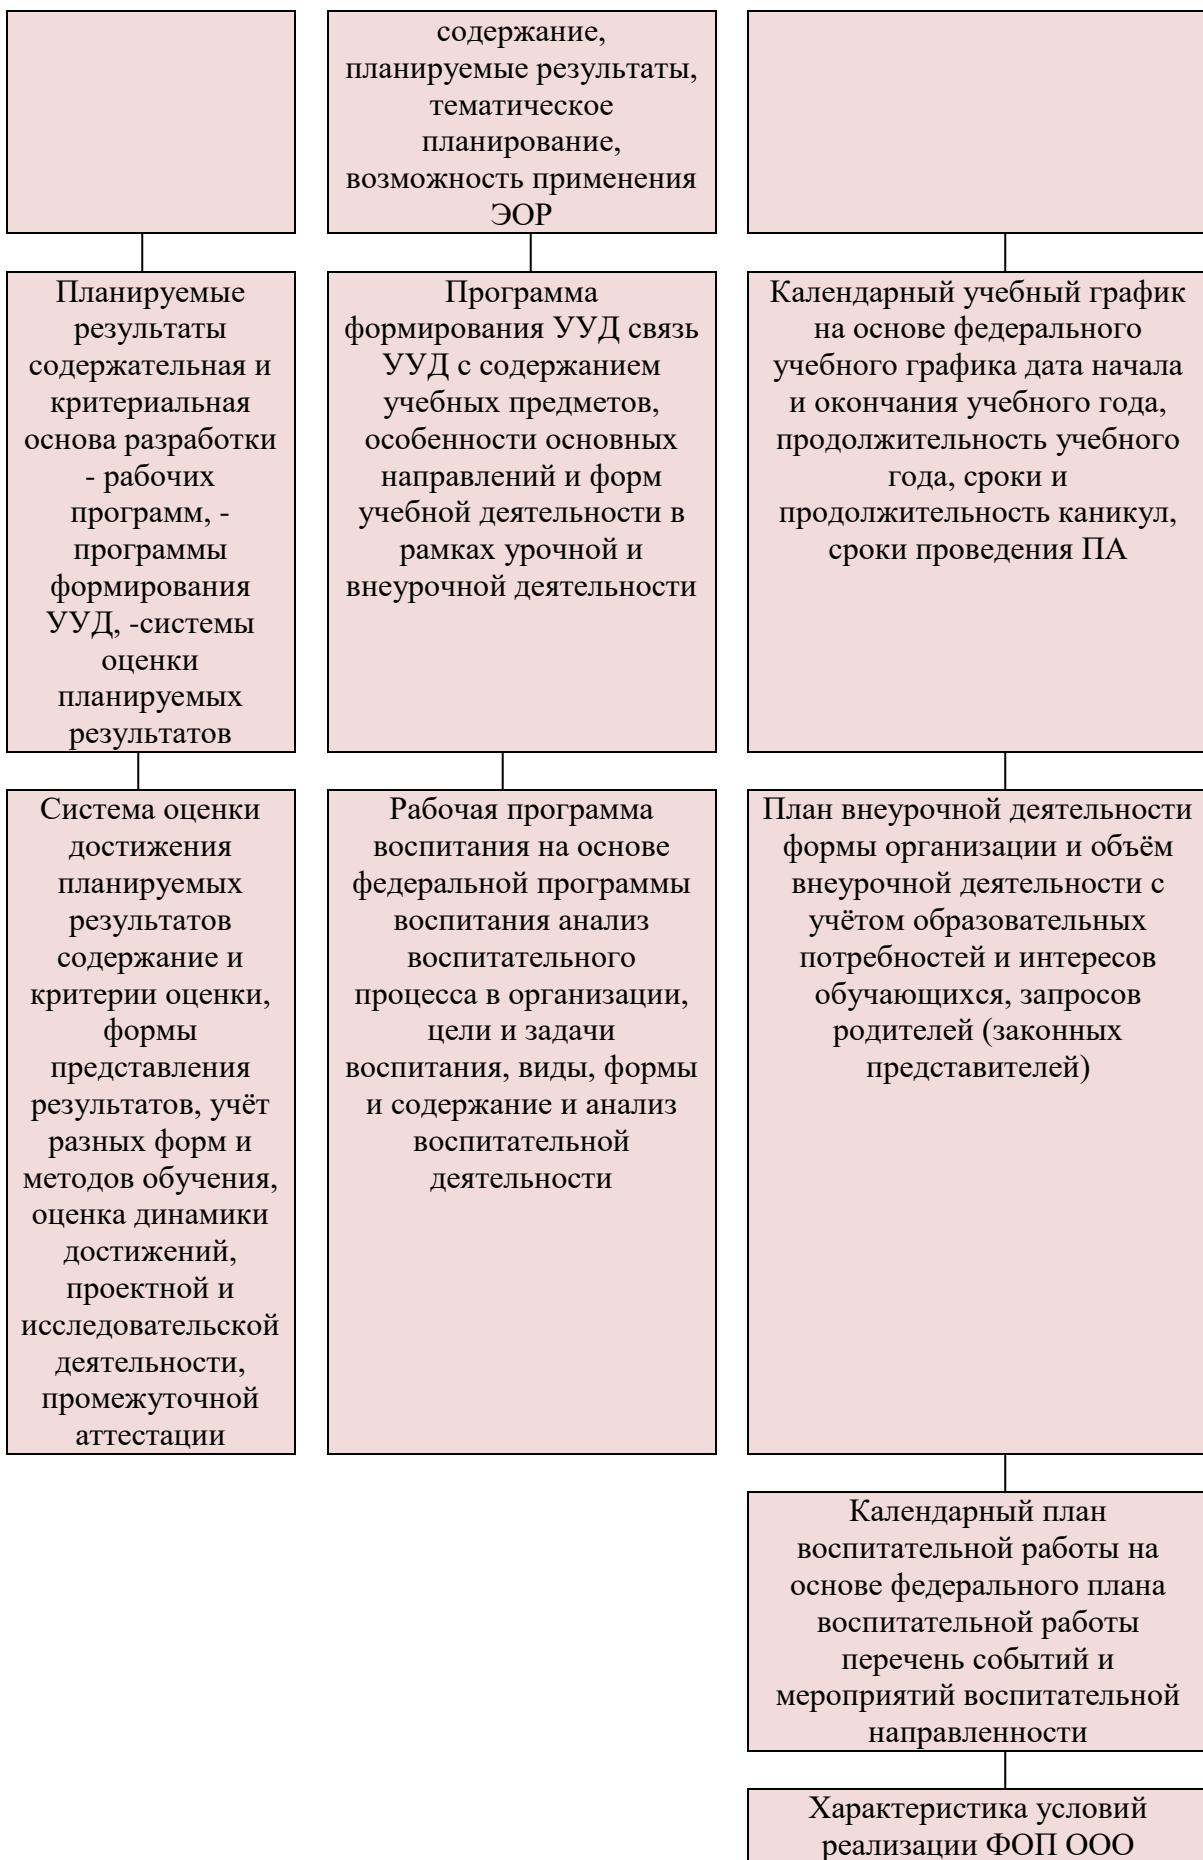 содержание,
планируемые результаты,
тематическое
планирование,
возможность применения
ЭОР
Планируемые
результаты
содержательная и
критериальная
основа разработки
- рабочих
программ, -
программы
формирования
УУД, -системы
оценки
планируемых
результатов
Программа
формирования УУД связь
УУД с содержанием
учебных предметов,
особенности основных
направлений и форм
учебной деятельности в
рамках урочной и
внеурочной деятельности
Календарный учебный график
на основе федерального
учебного графика дата начала
и окончания учебного года,
продолжительность учебного
года, сроки и
продолжительность каникул,
сроки проведения ПА
Система оценки
достижения
планируемых
результатов
содержание и
критерии оценки,
формы
представления
результатов, учёт
разных форм и
методов обучения,
оценка динамики
достижений,
проектной и
исследовательской
деятельности,
промежуточной
аттестации
Рабочая программа
воспитания на основе
федеральной программы
воспитания анализ
воспитательного
процесса в организации,
цели и задачи
воспитания, виды, формы
и содержание и анализ
воспитательной
деятельности
План внеурочной деятельности
формы организации и объём
внеурочной деятельности с
учётом образовательных
потребностей и интересов
обучающихся, запросов
родителей (законных
представителей)
Календарный план
воспитательной работы на
основе федерального плана
воспитательной работы
перечень событий и
мероприятий воспитательной
направленности
Характеристика условий
реализации ФОП ООО